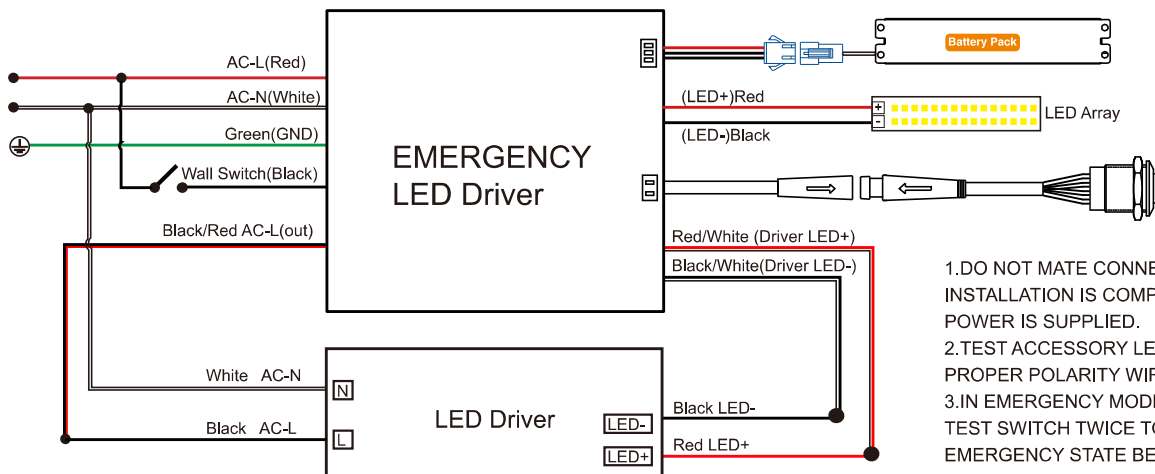 AC-L(Red)
AC-N(White)
Green(GND)
Wall Switch(Black)
Black/Red AC-L(out)
EMERGENCY
LED Driver
Battery Pack
(LED+)Red
(LED-)Black
+
-
LED Array
Red/White (Driver LED+)
Black/White(Driver LED-)
White AC-N
Black AC-L
N
L
LED Driver
LED-
LED+
Black LED-
Red LED+
1.DO NOT MATE CONNE
INSTALLATION IS COMP
POWER IS SUPPLIED.
2.TEST ACCESSORY LE
PROPER POLARITY WIF
3.IN EMERGENCY MODE
TEST SWITCH TWICE TO
EMERGENCY STATE BE